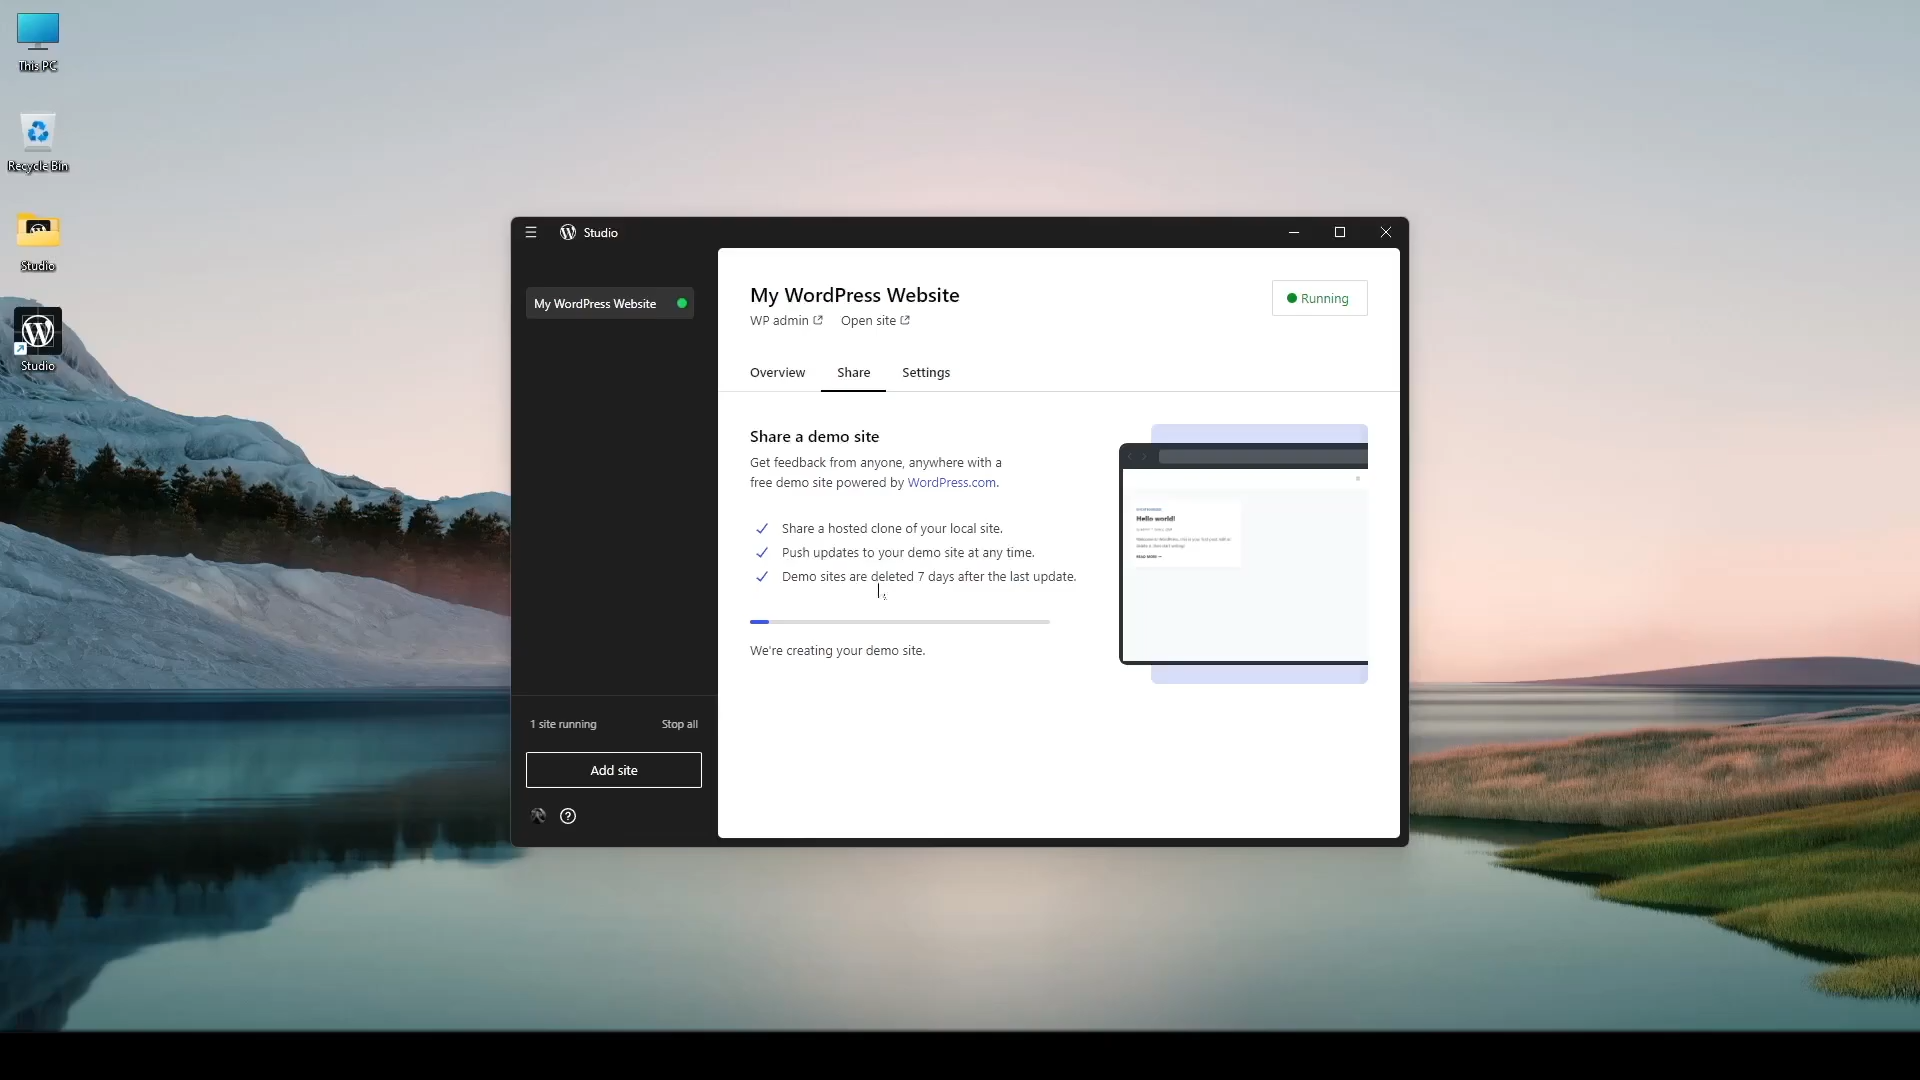 This PC
Recycle Bin
Studio
Studio
Studio
My WordPress Website
1 site running
Stop all
Add site
My WordPress Website
WP admin
Open site
Running
Overview
Share
Settings
Share a demo site
Get feedback from anyone, anywhere with a
free demo site powered by WordPress.com.
Share a hosted clone of your local site.
Push updates to your demo site at any time.
Demo sites are deleted 7 days after the last update.
We're creating your demo site.
Hello world!
READ MORE